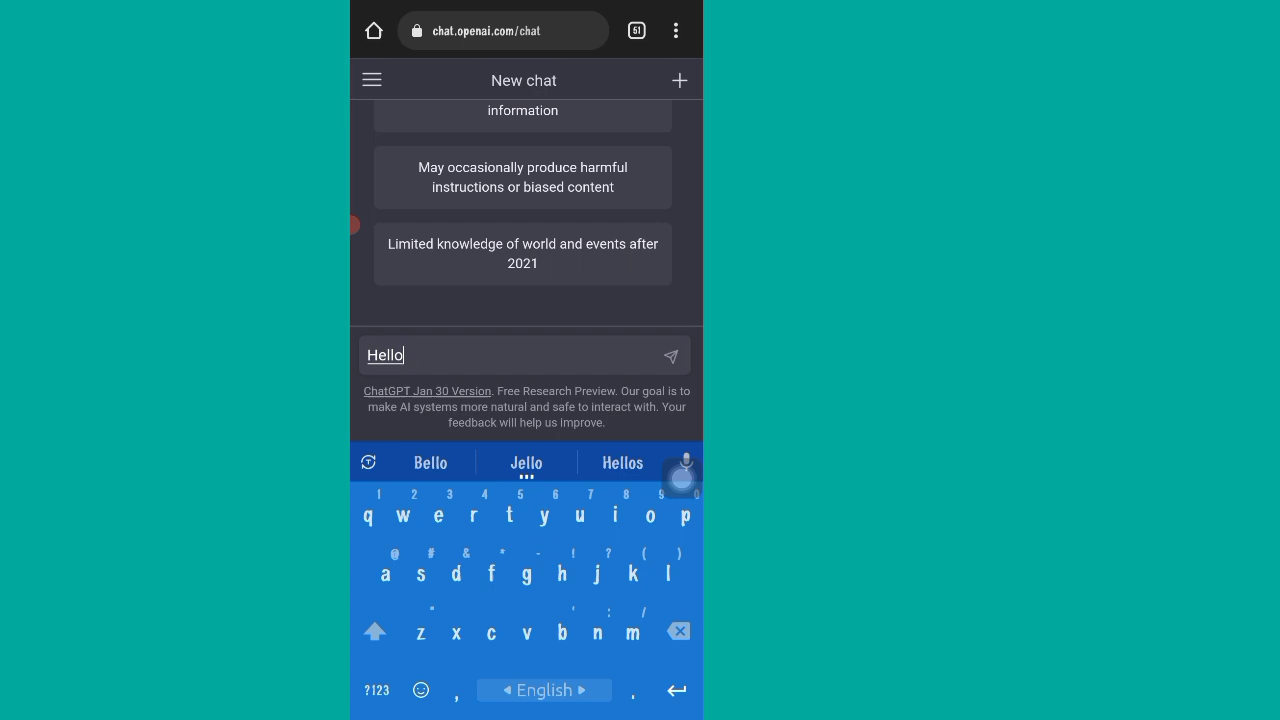 chat.openai.com/chat
51
New chat
information
May occasionally produce harmful
instructions or biased content
Limited knowledge of world and events after
2021
Hello
ChatGPT Jan 30 Version. Free Research Preview. Our goal is to
make AI systems more natural and safe to interact with. Your
feedback will help us improve.
Bello Jello Hellos
1 2 3 4 5 6 7 8 9 0
q w e r t y u i o p
@ # & * - ! ? ( )
a s d f g h j k l
" ' : /
z x c v b n m
?123 , English .